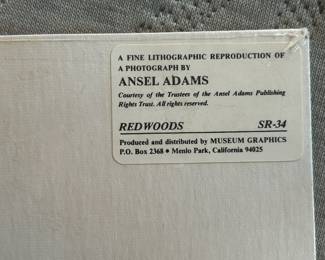 A FINE LITHOGRAPHIC REPRODUCTION OF
A PHOTOGRAPH BY
ANSEL ADAMS
Courtesy of the Trustees of the Ansel Adams Publishing
Rights Trust. All rights reserved.
REDWOODS SR-34
Produced and distributed by MUSEUM GRAPHICS
P.O. Box 2368 • Menlo Park, California 94025